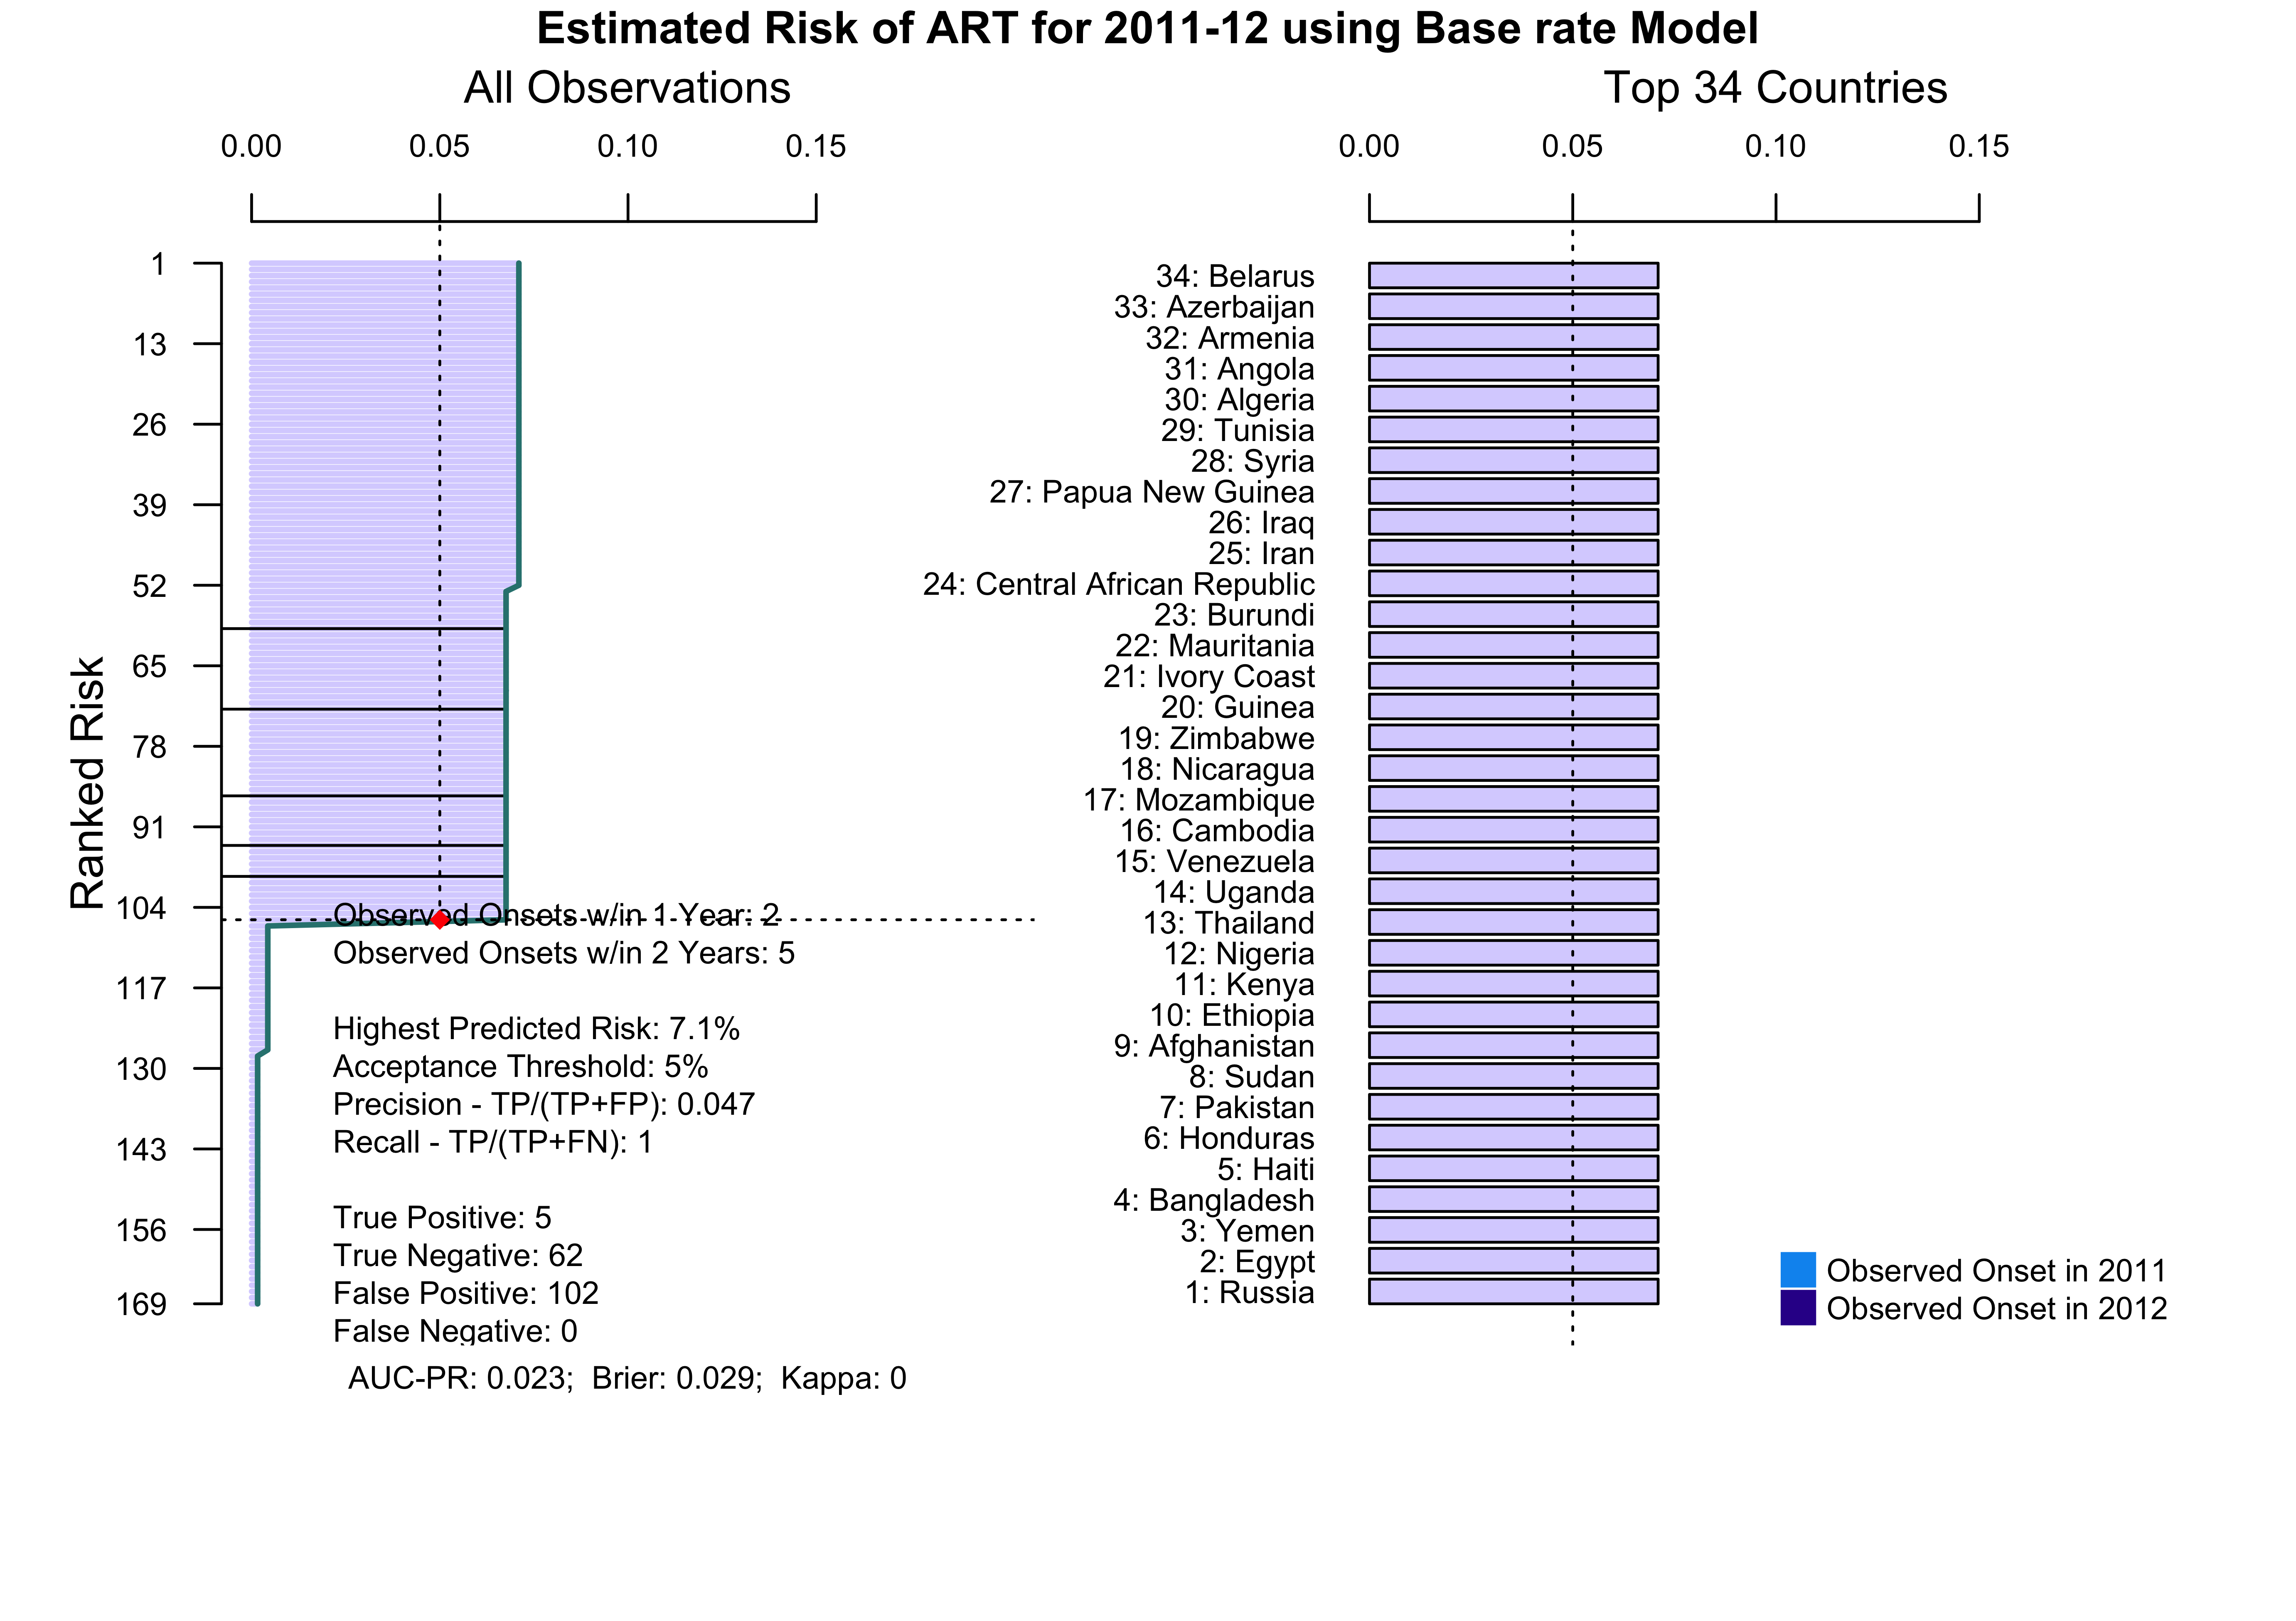 Estimated Risk of ART for 2011-12 using Base rate Model
All Observations
0.00 0.05 0.10 0.15
Ranked Risk
1
13
26
39
52
65
78
91
104
117
130
143
156
169
Observed Onsets w/in 1 Year: 2
Observed Onsets w/in 2 Years: 5
Highest Predicted Risk: 7.1%
Acceptance Threshold: 5%
Precision - TP/(TP+FP): 0.047
Recall - TP/(TP+FN): 1
True Positive: 5
True Negative: 62
False Positive: 102
False Negative: 0
AUC-PR: 0.023;  Brier: 0.029;  Kappa: 0
Top 34 Countries
0.00 0.05 0.10 0.15
34: Belarus
33: Azerbaijan
32: Armenia
31: Angola
30: Algeria
29: Tunisia
28: Syria
27: Papua New Guinea
26: Iraq
25: Iran
24: Central African Republic
23: Burundi
22: Mauritania
21: Ivory Coast
20: Guinea
19: Zimbabwe
18: Nicaragua
17: Mozambique
16: Cambodia
15: Venezuela
14: Uganda
13: Thailand
12: Nigeria
11: Kenya
10: Ethiopia
9: Afghanistan
8: Sudan
7: Pakistan
6: Honduras
5: Haiti
4: Bangladesh
3: Yemen
2: Egypt
1: Russia
Observed Onset in 2011
Observed Onset in 2012